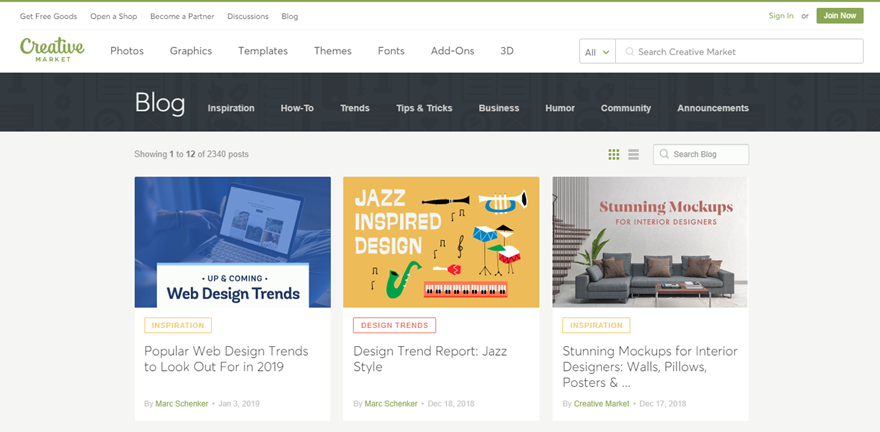 Get Free Goods Open a Shop Become a Partner Discussions Blog Sign In or Join Now
Creative
MARKET
Photos Graphics Templates Themes Fonts Add-Ons 3D All Search Creative Market
Blog Inspiration How-To Trends Tips & Tricks Business Humor Community Announcements
Showing 1 to 12 of 2340 posts Search Blog
• UP & COMING •
Web Design Trends
INSPIRATION
Popular Web Design Trends
to Look Out For in 2019
By Marc Schenker • Jan 3, 2019
JAZZ
INSPIRED
DESIGN
DESIGN TRENDS
Design Trend Report: Jazz
Style
By Marc Schenker • Dec 18, 2018
Stunning Mockups
FOR INTERIOR DESIGNERS
INSPIRATION
Stunning Mockups for Interior
Designers: Walls, Pillows,
Posters & ...
By Creative Market • Dec 17, 2018